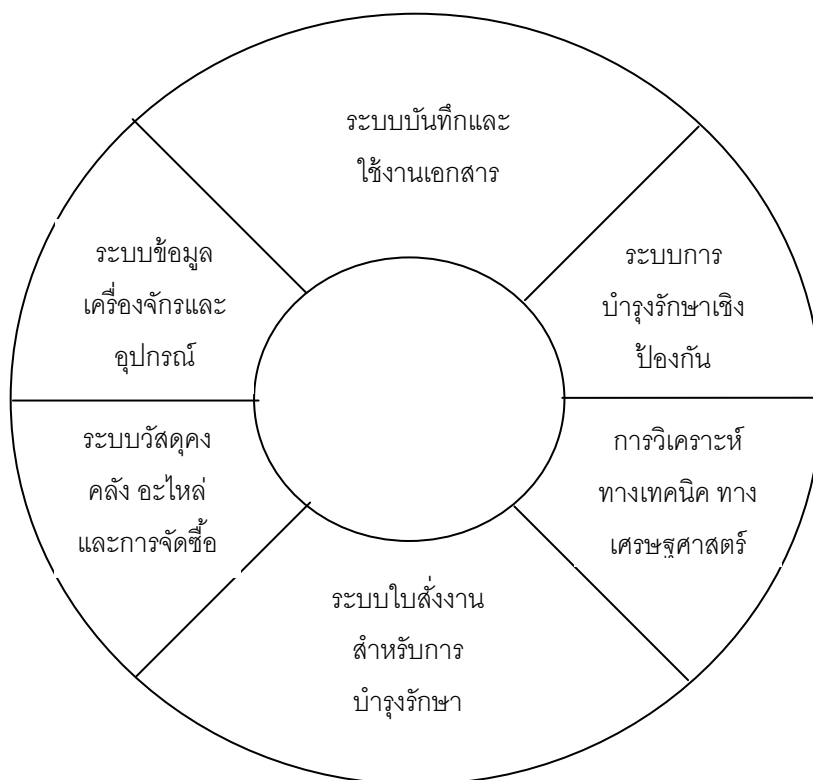 ระบบบันทึกและ
ใช้งานเอกสาร
ระบบข้อมูล
เครื่องจักรและ
อุปกรณ์
ระบบการ
บำรุงรักษาเชิง
ป้องกัน
ระบบวัสดุคง
คลัง อะไหล่
และการจัดซื้อ
การวิเคราะห์
ทางเทคนิค ทาง
เศรษฐศาสตร์
ระบบใบสั่งงาน
สำหรับการ
บำรุงรักษา